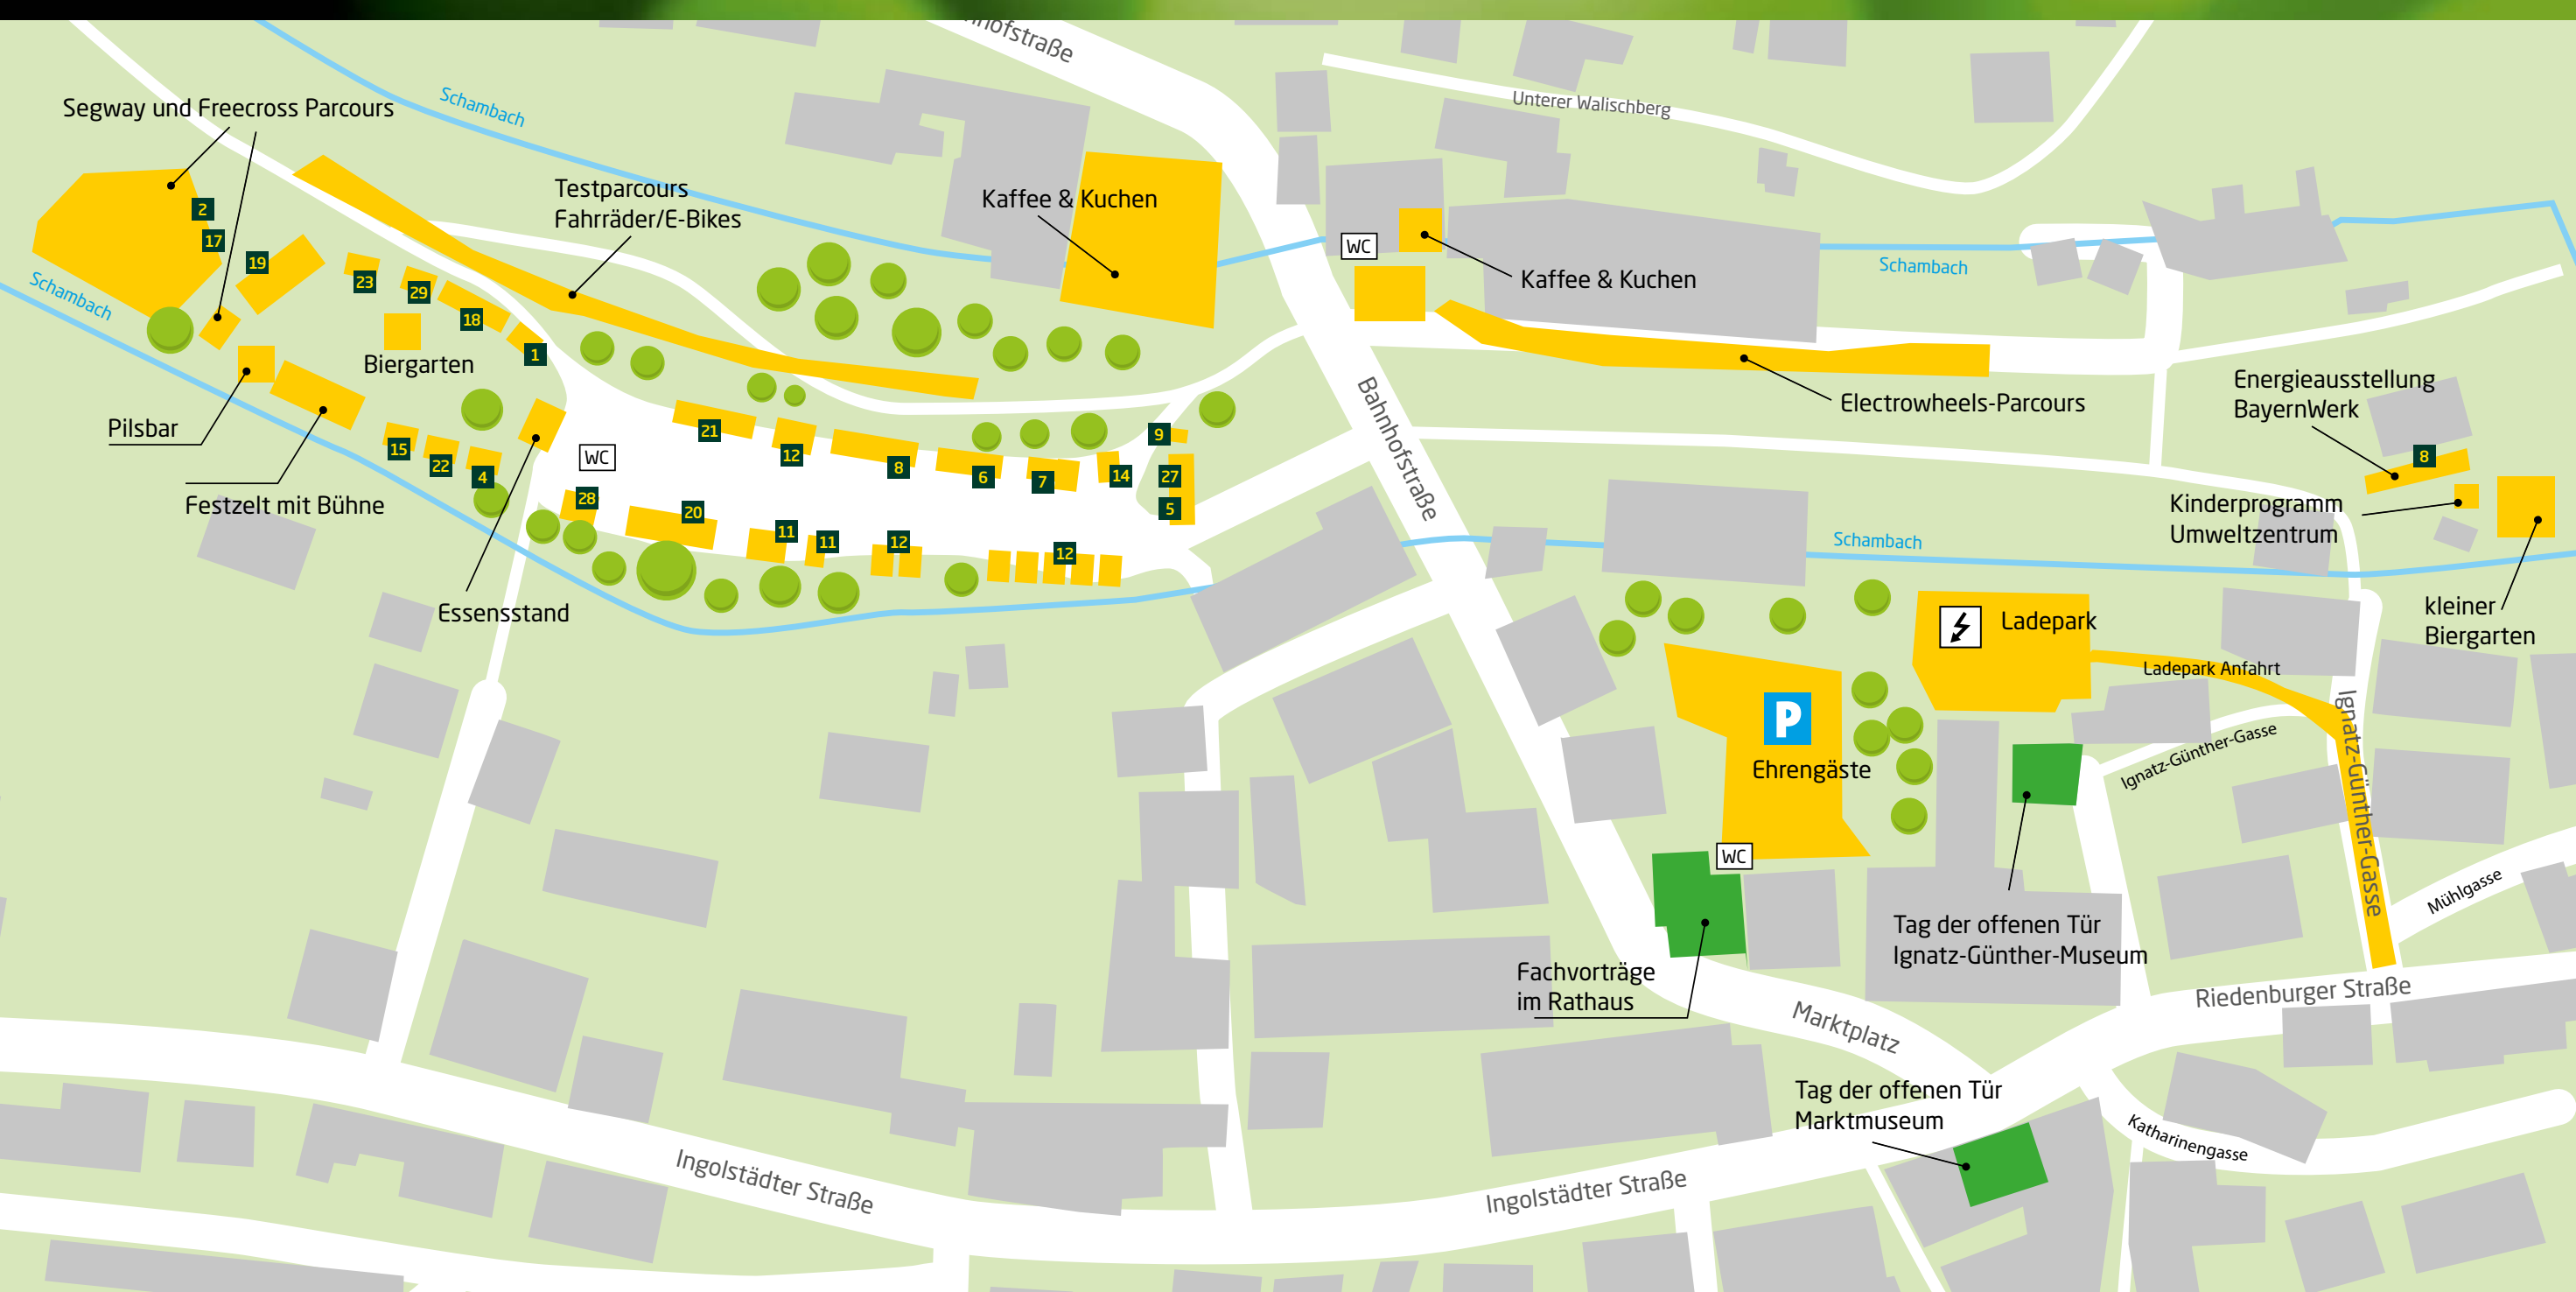 Segway und Freecross Parcours
Schambach
hofstraße
Unterer Walischberg
Testparcours
Fahrräder/E-Bikes
Kaffee & Kuchen
WC
Kaffee & Kuchen
Schambach
Schambach
2
17
19
23
29
18
1
Biergarten
Pilsbar
Festzelt mit Bühne
15
22
4
WC
28
20
21
12
8
6
7
14
9
27
5
11
11
12
12
Essensstand
Bahnhofstraße
Electrowheels-Parcours
Energieausstellung
BayernWerk
8
Kinderprogramm
Umweltzentrum
Schambach
kleiner
Biergarten
Ladepark
Ladepark Anfahrt
P
Ehrengäste
WC
Ignatz-Günther-Gasse
Ignatz-Günther-Gasse
Mühlgasse
Tag der offenen Tür
Ignatz-Günther-Museum
Fachvorträge
im Rathaus
Marktplatz
Riedenburger Straße
Tag der offenen Tür
Marktmuseum
Katharinengasse
Ingolstädter Straße
Ingolstädter Straße